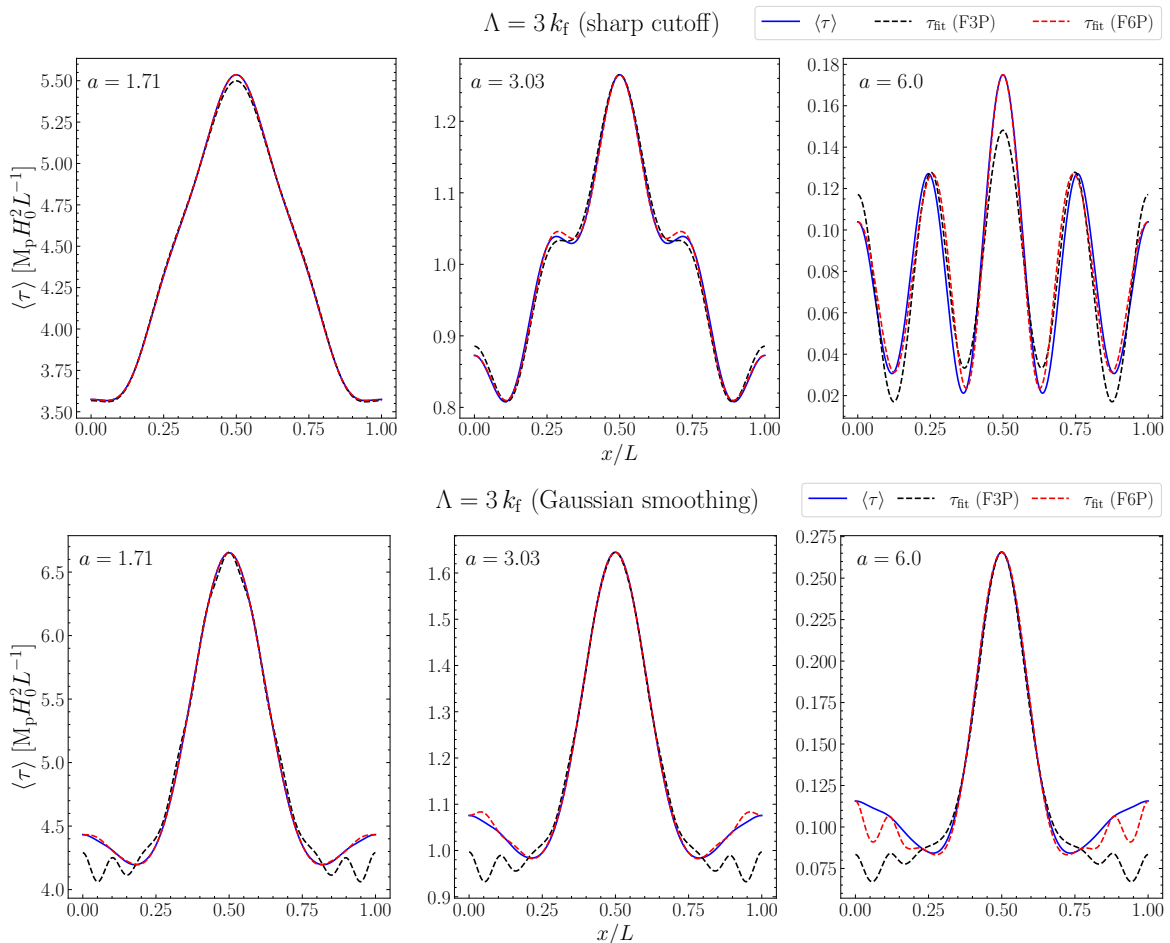 Λ = 3 k_f (sharp cutoff)
⟨τ⟩ τ_fit (F3P) τ_fit (F6P)
a = 1.71
a = 3.03
a = 6.0
5.50
5.25
5.00
4.75
4.50
4.25
4.00
3.75
3.50
1.2
1.1
1.0
0.9
0.8
0.18
0.16
0.14
0.12
0.10
0.08
0.06
0.04
0.02
⟨τ⟩ [M_p H_0^2 L^{-1}]
0.00 0.25 0.50 0.75 1.00
0.00 0.25 0.50 0.75 1.00
0.00 0.25 0.50 0.75 1.00
x/L
Λ = 3 k_f (Gaussian smoothing)
⟨τ⟩ τ_fit (F3P) τ_fit (F6P)
a = 1.71
a = 3.03
a = 6.0
6.5
6.0
5.5
5.0
4.5
4.0
1.6
1.5
1.4
1.3
1.2
1.1
1.0
0.9
0.275
0.250
0.225
0.200
0.175
0.150
0.125
0.100
0.075
⟨τ⟩ [M_p H_0^2 L^{-1}]
0.00 0.25 0.50 0.75 1.00
0.00 0.25 0.50 0.75 1.00
0.00 0.25 0.50 0.75 1.00
x/L